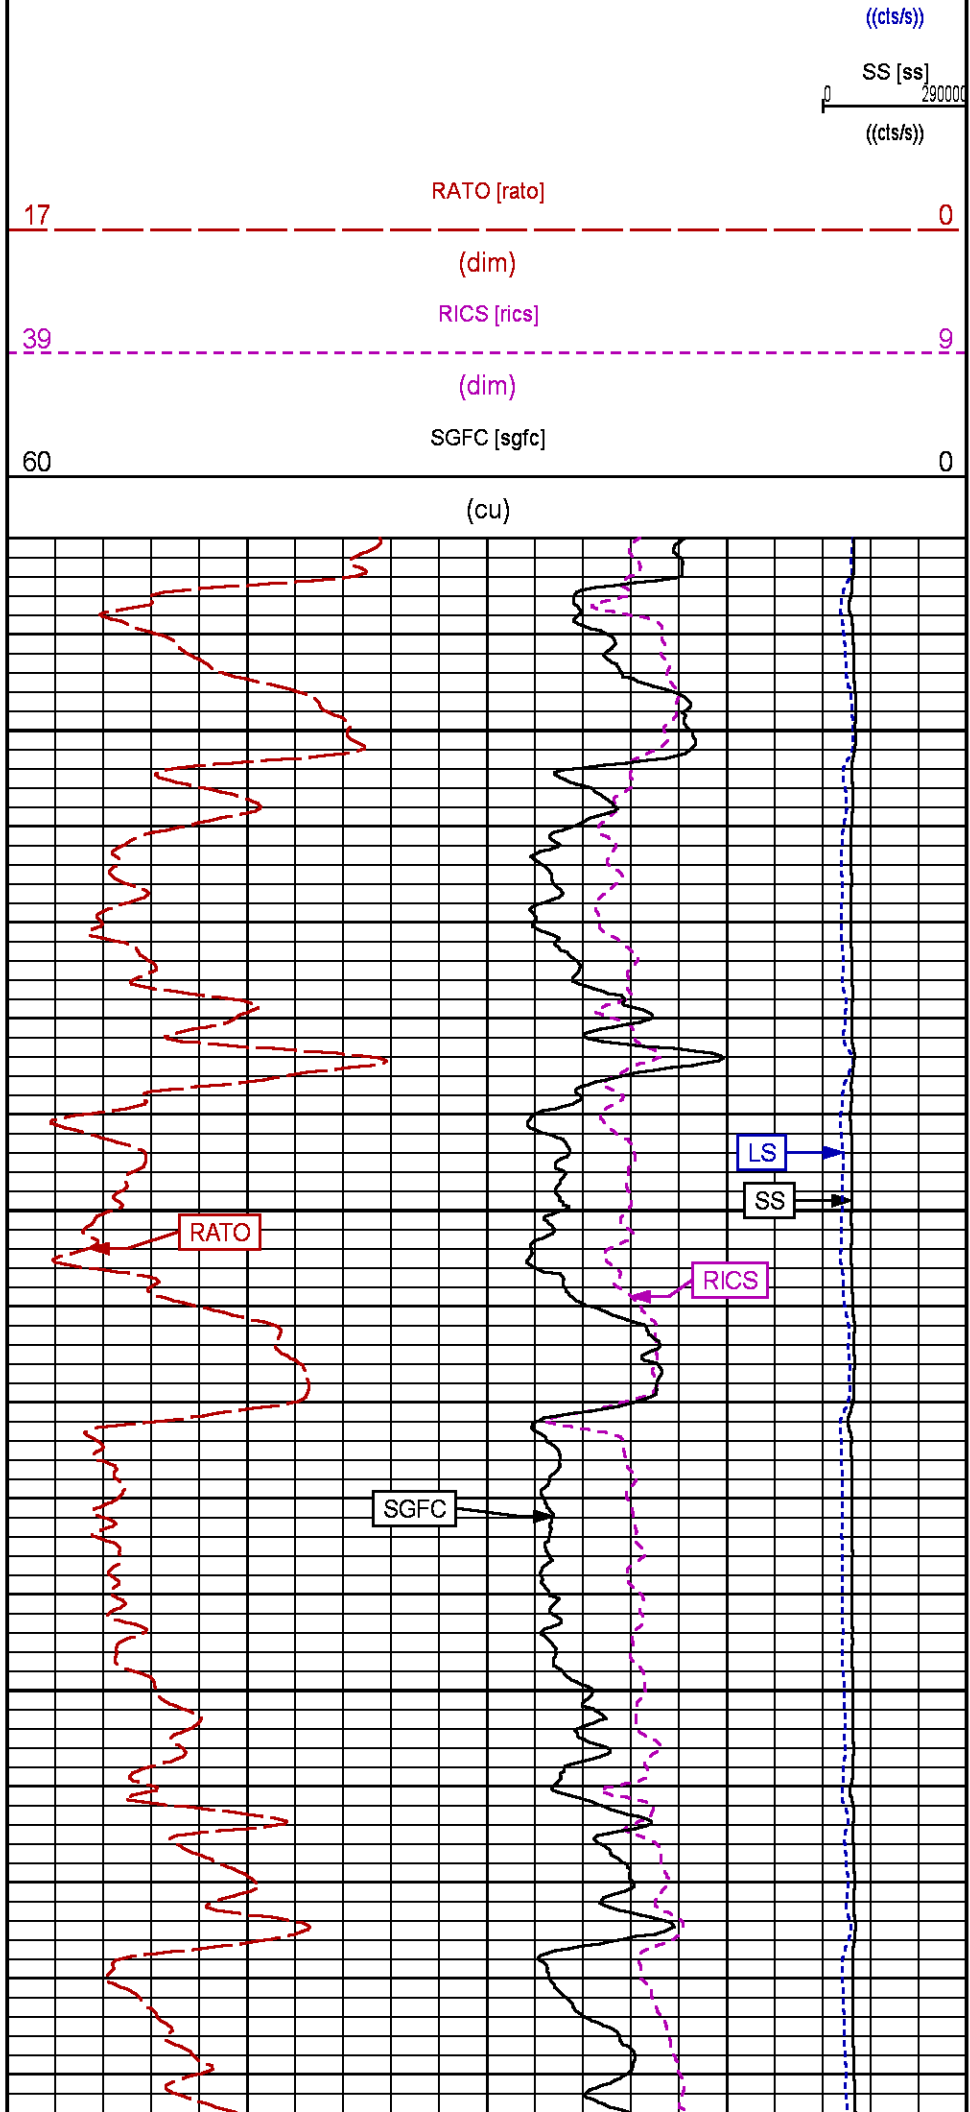 ((cts/s))
SS [ss]
0 290000
((cts/s))
RATO [rato]
17 0
(dim)
RICS [rics]
39 9
(dim)
SGFC [sgfc]
60 0
(cu)
LS
SS
RATO
RICS
SGFC